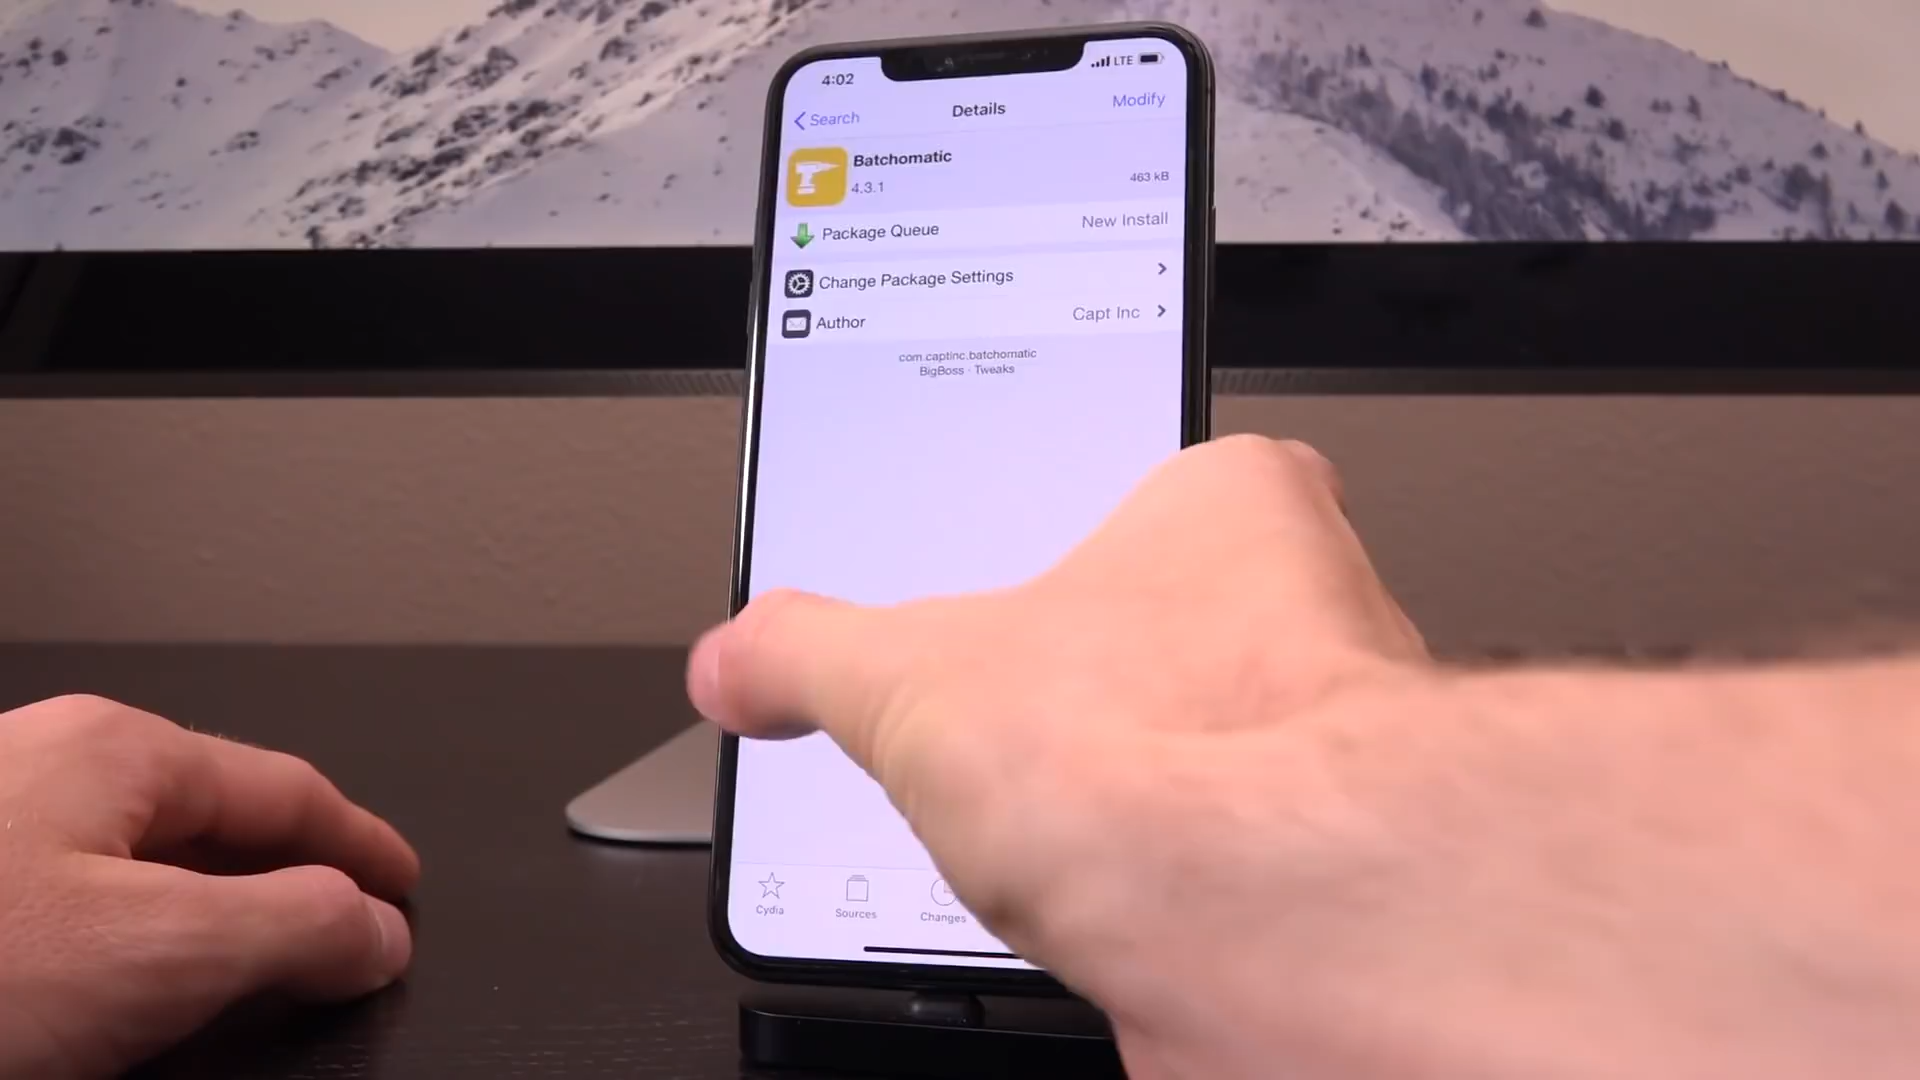 4:02
LTE
Search
Details
Modify
Batchomatic
4.3.1
463 kB
Package Queue
New Install
Change Package Settings
Author
Capt Inc
com.captinc.batchomatic
BigBoss · Tweaks
Cydia
Sources
Changes